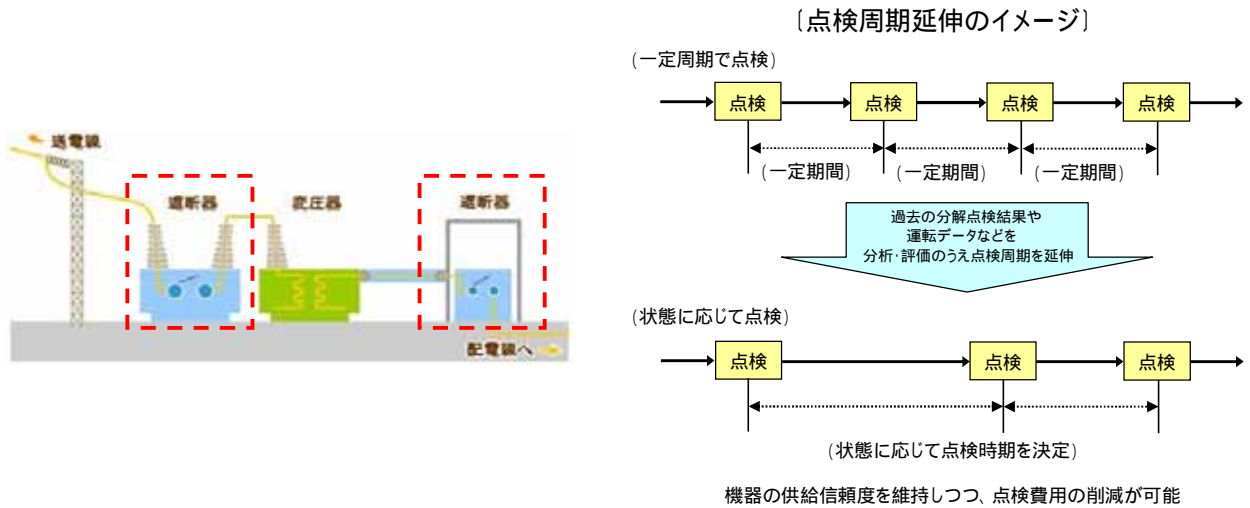 〔点検周期延伸のイメージ〕
(一定周期で点検)
点検 点検 点検 点検
(一定期間) (一定期間) (一定期間)
過去の分解点検結果や
運転データなどを
分析・評価のうえ点検周期を延伸
(状態に応じて点検)
点検 点検 点検
(状態に応じて点検時期を決定)
機器の供給信頼度を維持しつつ、点検費用の削減が可能
送電線
遮断器 変圧器 遮断器
配電線へ